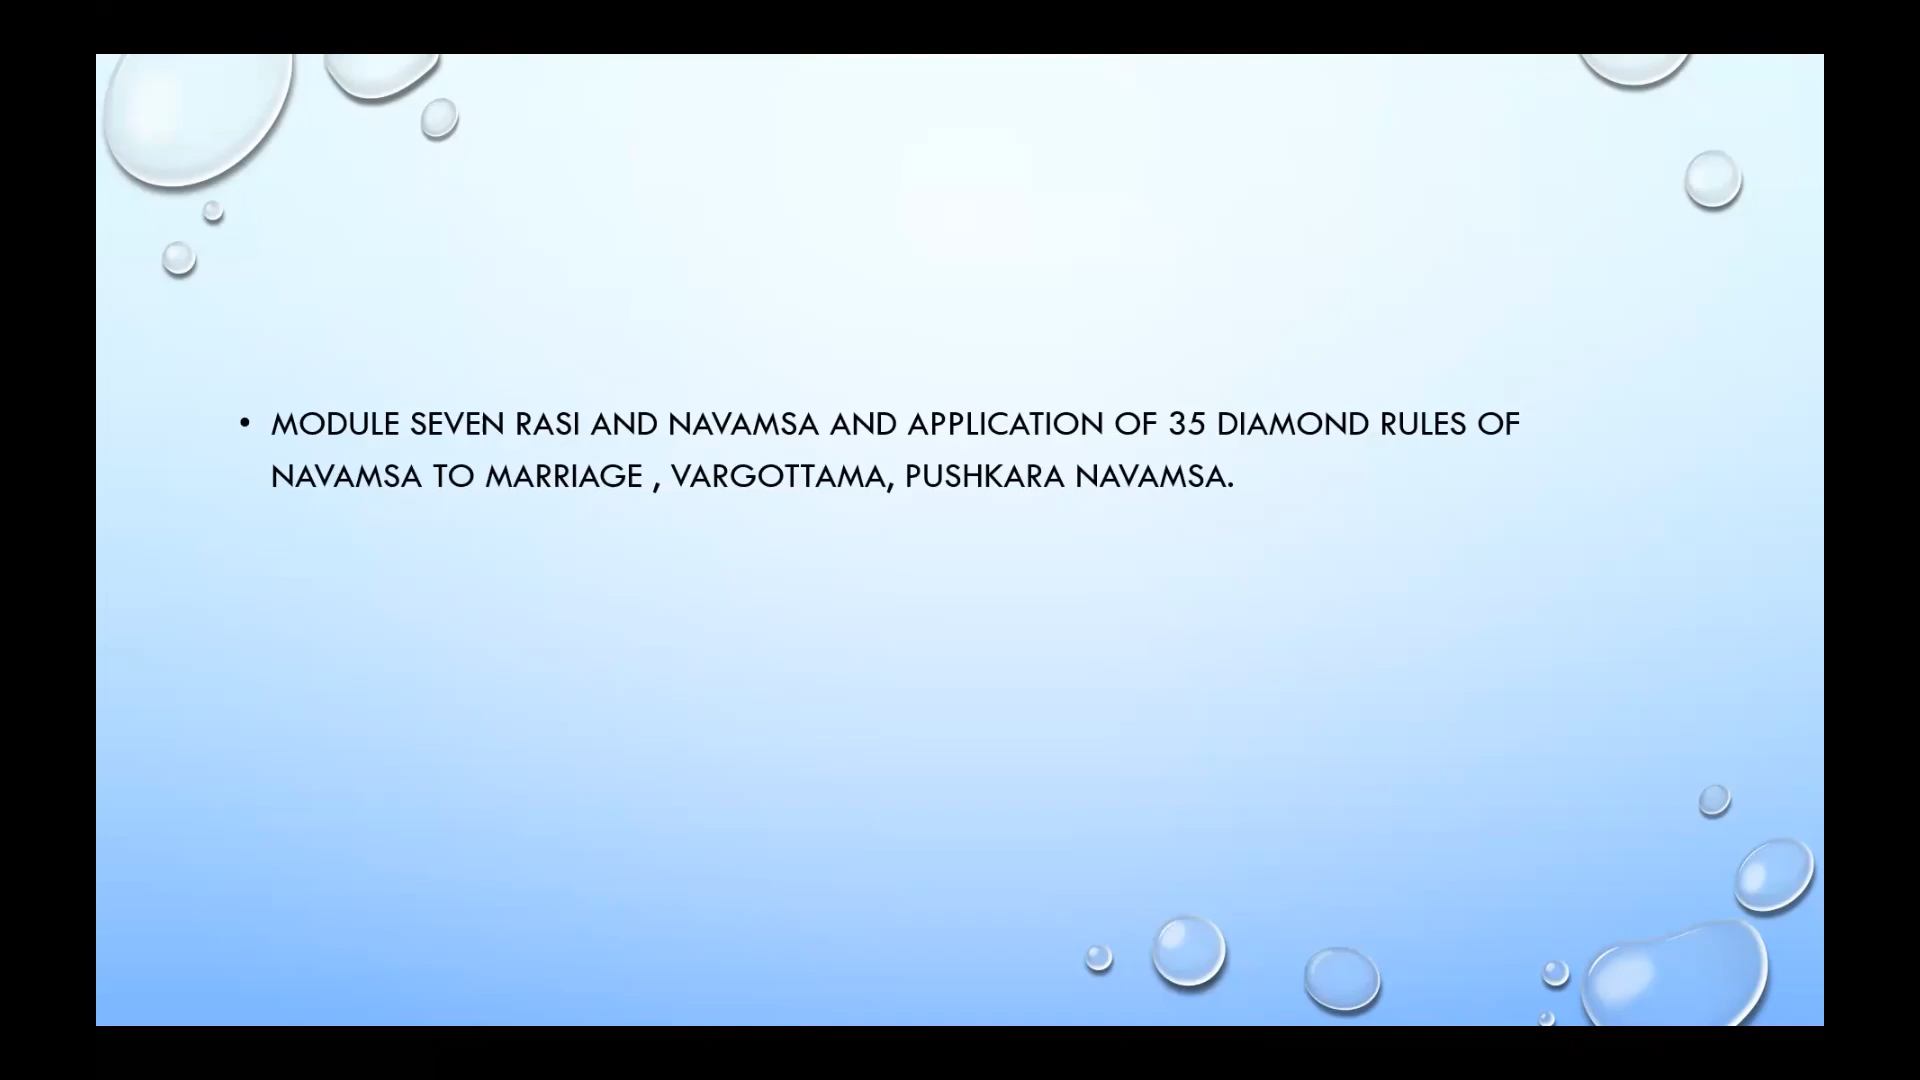 • MODULE SEVEN RASI AND NAVAMSA AND APPLICATION OF 35 DIAMOND RULES OF
NAVAMSA TO MARRIAGE , VARGOTTAMA, PUSHKARA NAVAMSA.